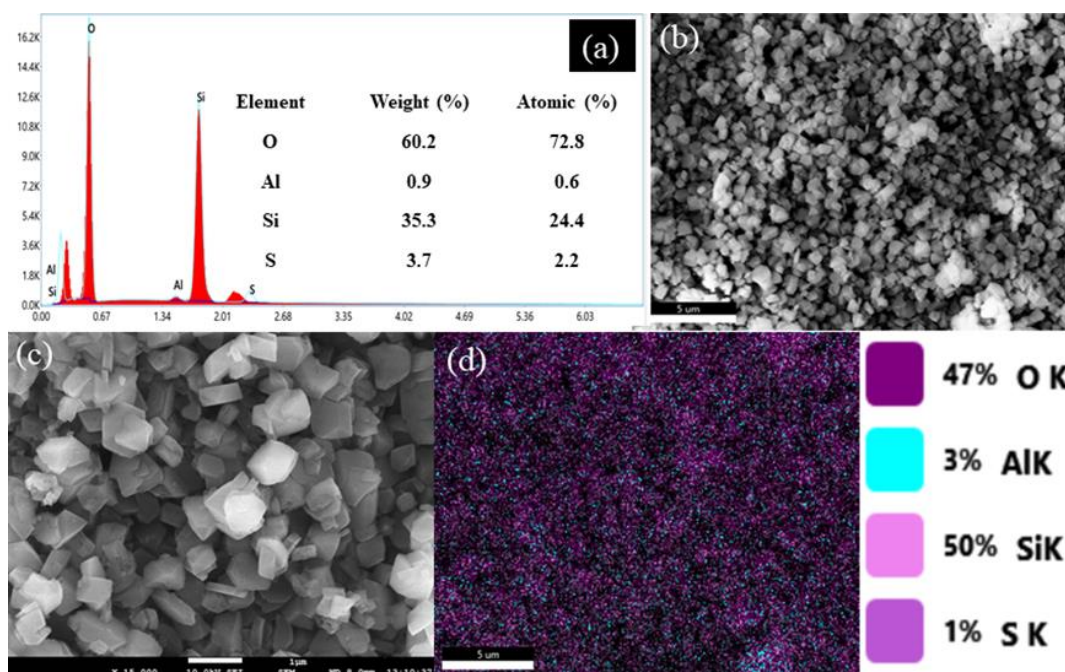 (a)
16.2K
14.4K
12.6K
10.8K
9.0K
7.2K
5.4K
3.6K
1.8K
0.0K
0.00 0.67 1.34 2.01 2.68 3.35 4.02 4.69 5.36 6.03
O
Si
Al
Si
Al
S
Element Weight (%) Atomic (%)
O 60.2 72.8
Al 0.9 0.6
Si 35.3 24.4
S 3.7 2.2
(b)
5 um
(c)
1µm
(d)
5 um
47% O K
3% AlK
50% SiK
1% S K